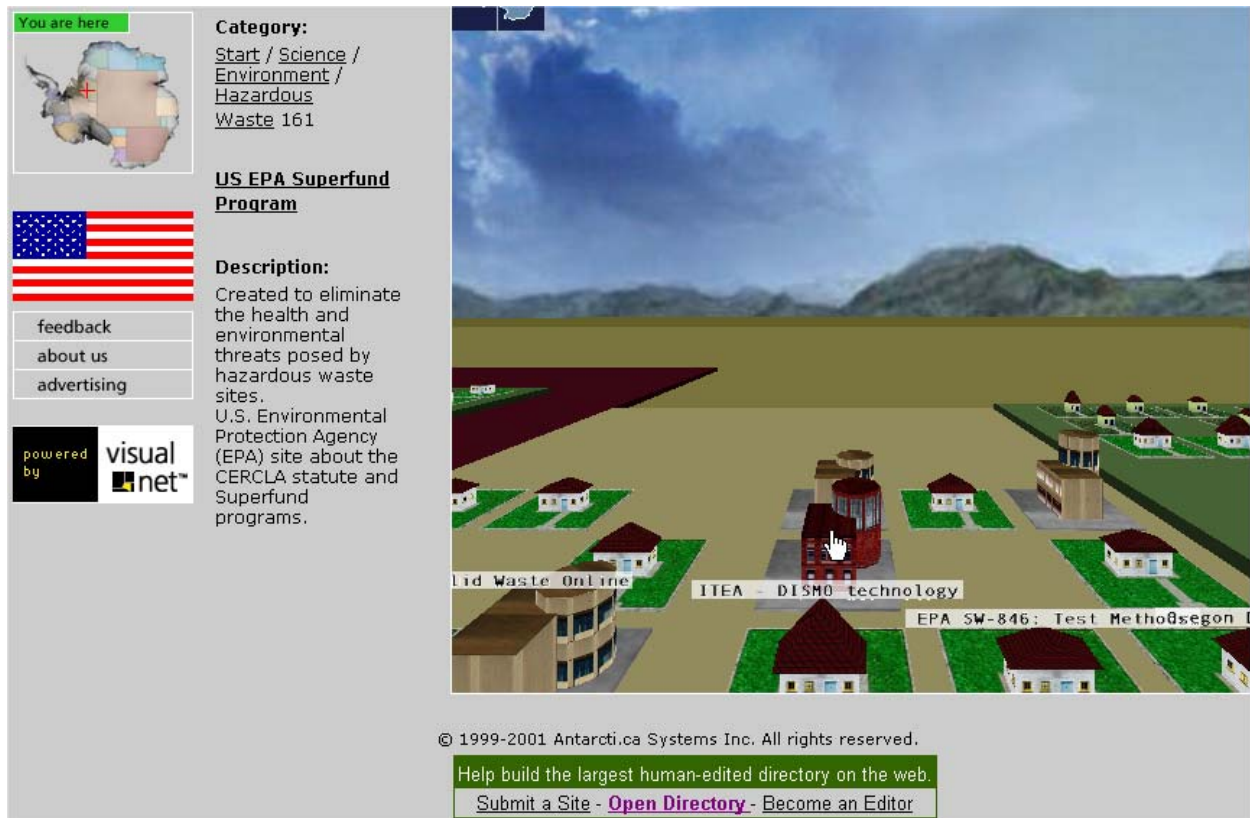 You are here
Category:
Start / Science /
Environment /
Hazardous
Waste 161
US EPA Superfund
Program
Description:
Created to eliminate
the health and
environmental
threats posed by
hazardous waste
sites.
U.S. Environmental
Protection Agency
(EPA) site about the
CERCLA statute and
Superfund
programs.
feedback
about us
advertising
powered
by
visual
net™
lid Waste Online
ITEA - DISMO technology
EPA SW-846: Test
© 1999-2001 Antarcti.ca Systems Inc. All rights reserved.
Help build the largest human-edited directory on the web.
Submit a Site - Open Directory - Become an Editor